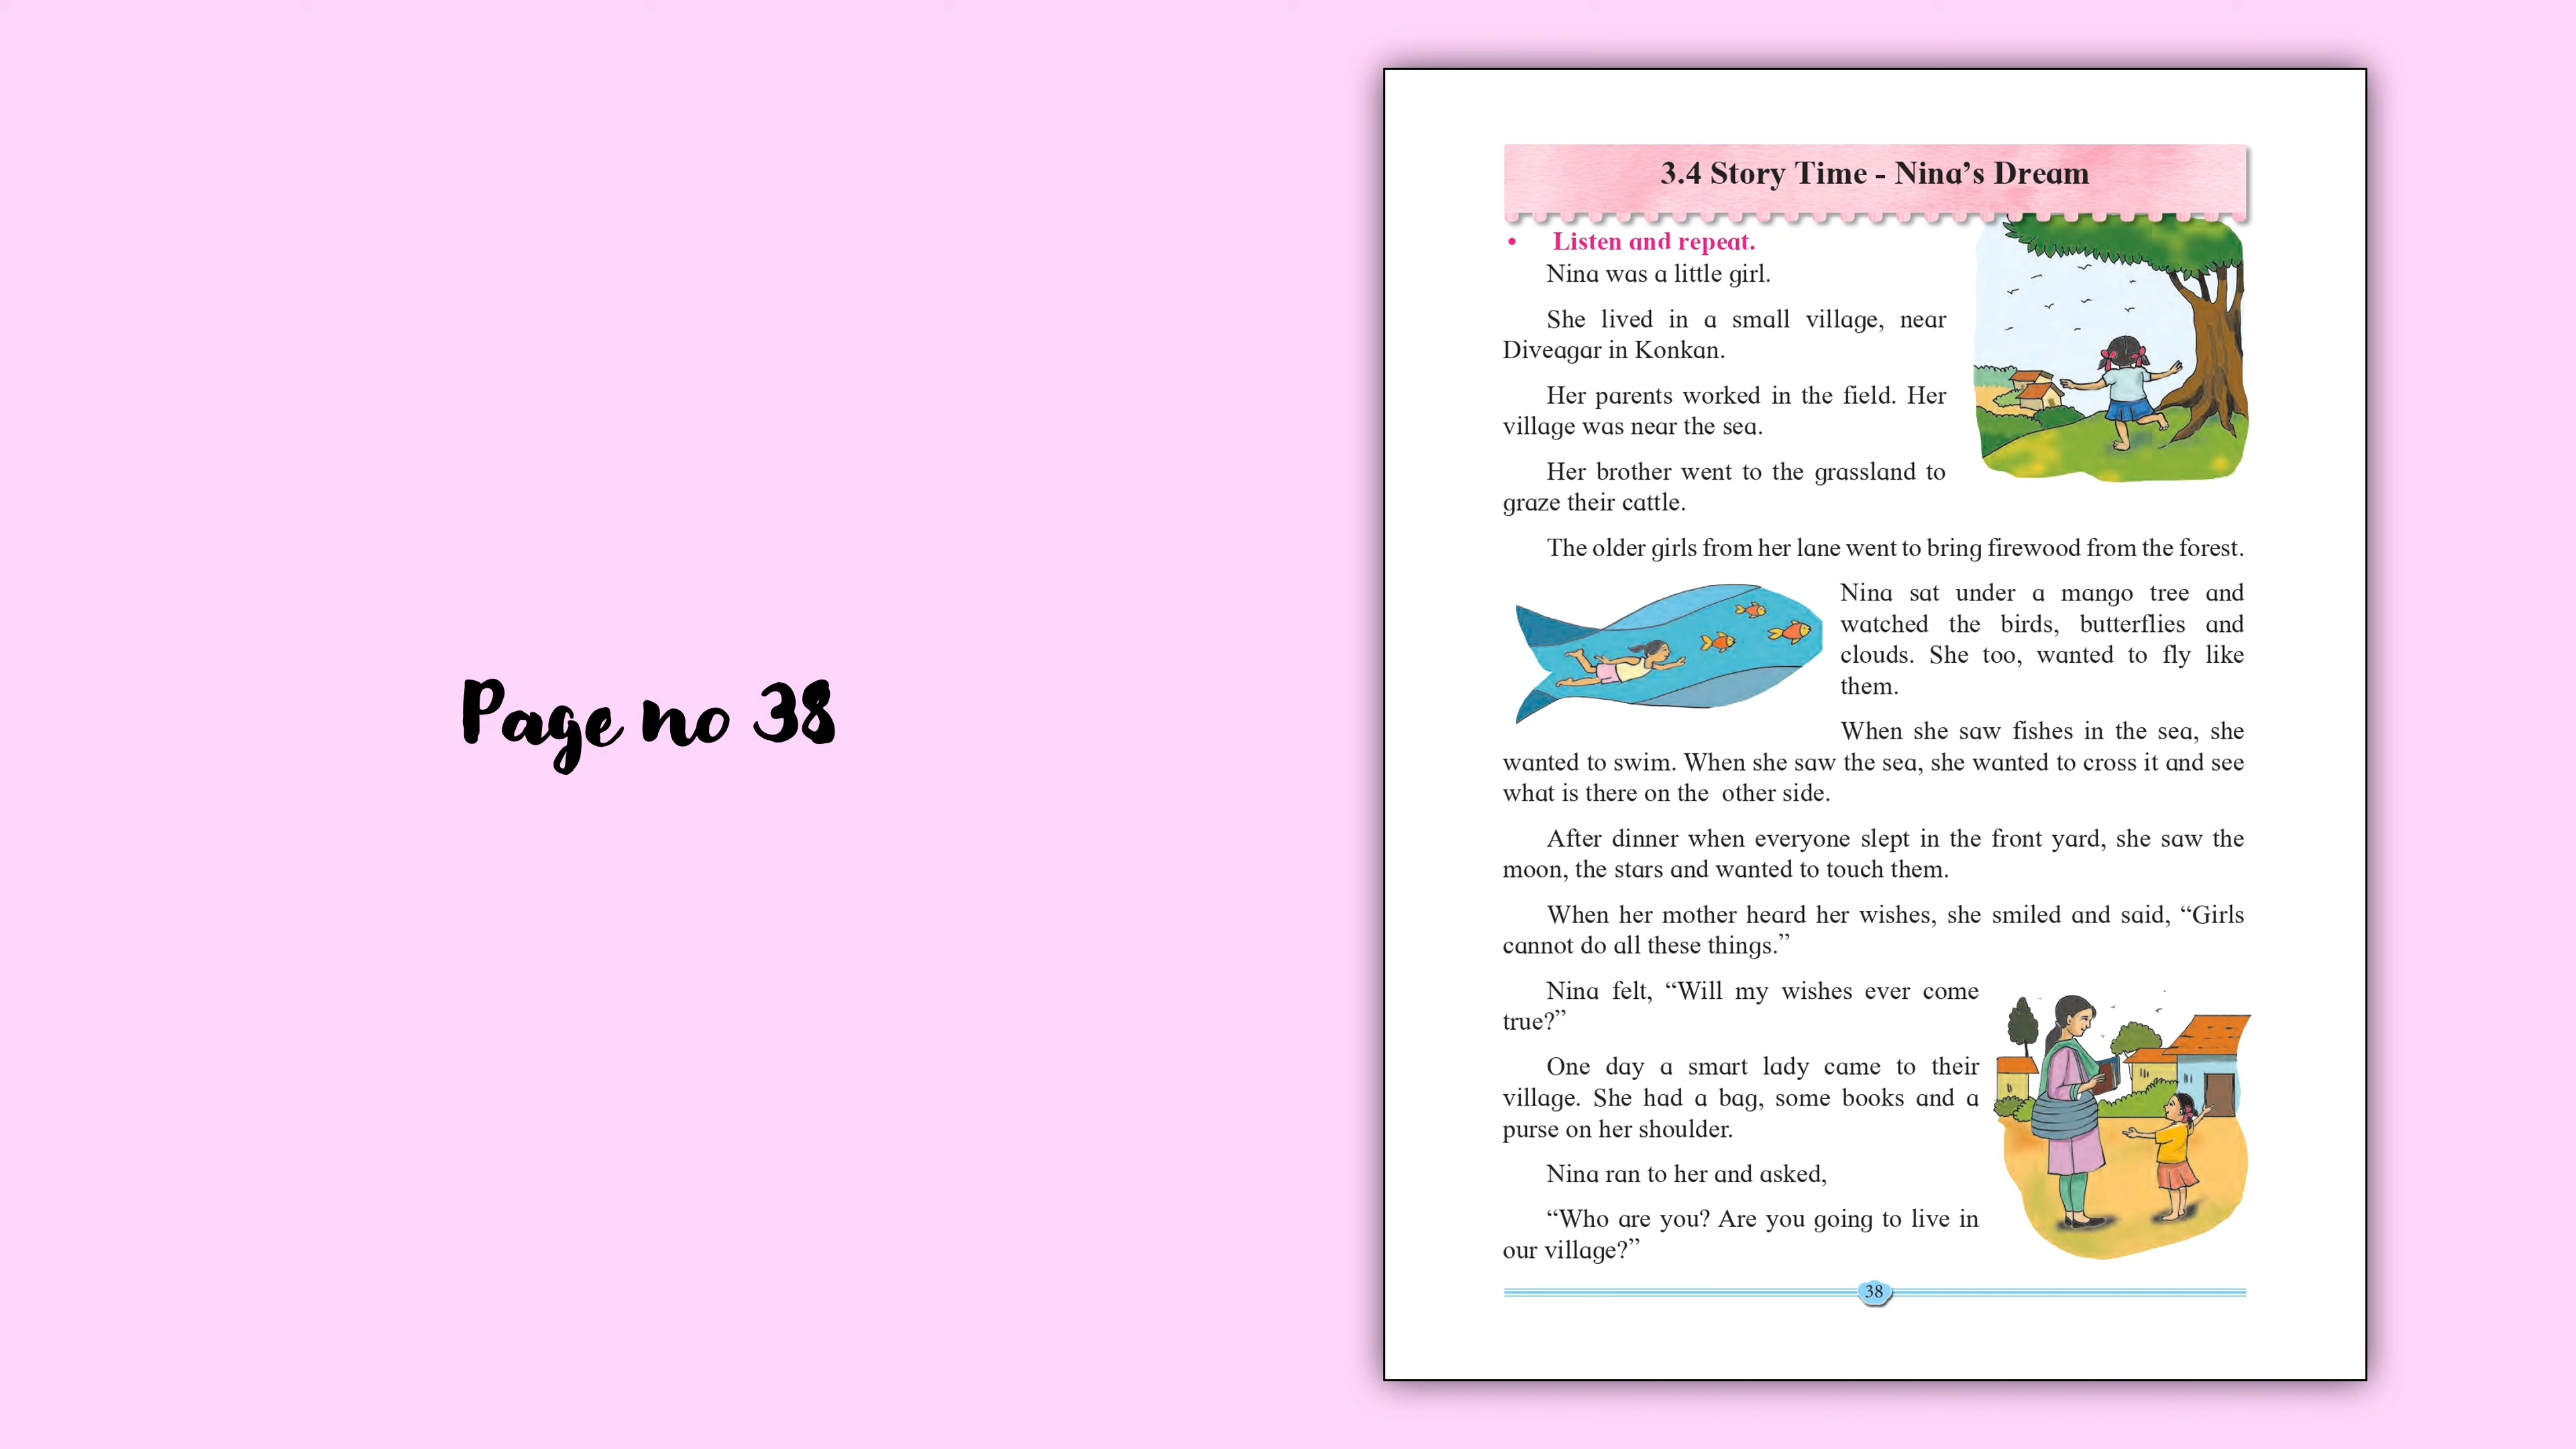 Page no 38
3.4 Story Time - Nina’s Dream
• Listen and repeat.
Nina was a little girl.
She lived in a small village, near
Diveagar in Konkan.
Her parents worked in the field. Her
village was near the sea.
Her brother went to the grassland to
graze their cattle.
The older girls from her lane went to bring firewood from the forest.
Nina sat under a mango tree and
watched the birds, butterflies and
clouds. She too, wanted to fly like
them.
When she saw fishes in the sea, she
wanted to swim. When she saw the sea, she wanted to cross it and see
what is there on the other side.
After dinner when everyone slept in the front yard, she saw the
moon, the stars and wanted to touch them.
When her mother heard her wishes, she smiled and said, “Girls
cannot do all these things.”
Nina felt, “Will my wishes ever come
true?”
One day a smart lady came to their
village. She had a bag, some books and a
purse on her shoulder.
Nina ran to her and asked,
“Who are you? Are you going to live in
our village?”
38